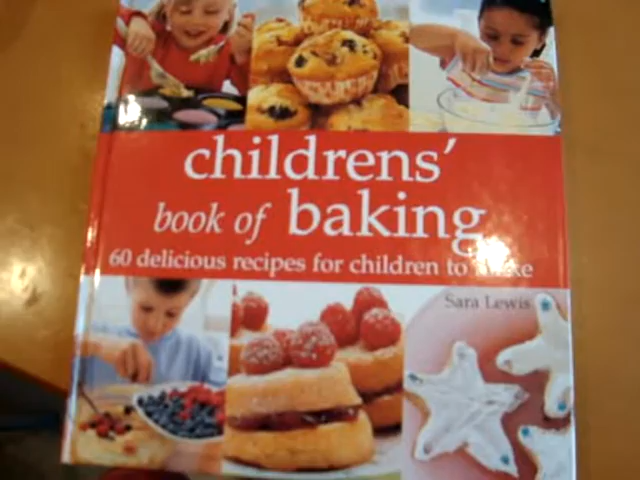 childrens'
book of baking
60 delicious recipes for children to
Sara Lewis